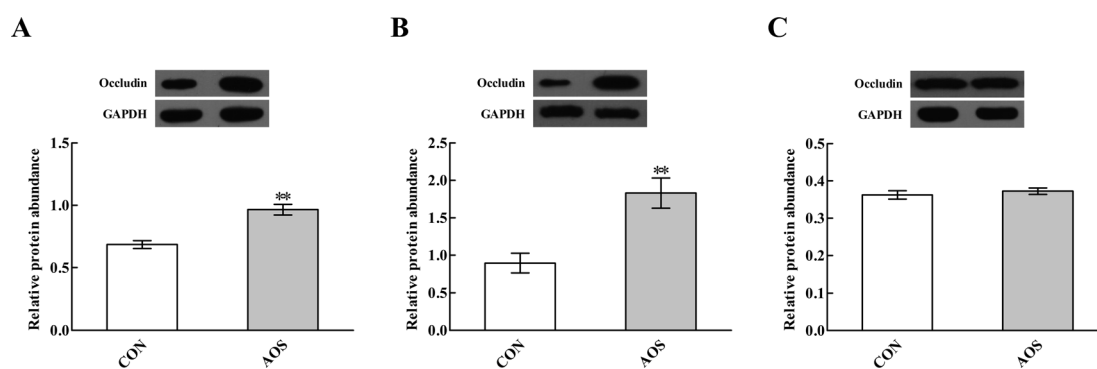 A
Occludin
GAPDH
Relative protein abundance
1.5
1.0
0.5
0.0
**
CON
AOS
B
Occludin
GAPDH
Relative protein abundance
2.5
2.0
1.5
1.0
0.5
0.0
**
CON
AOS
C
Occludin
GAPDH
Relative protein abundance
0.5
0.4
0.3
0.2
0.1
0.0
CON
AOS